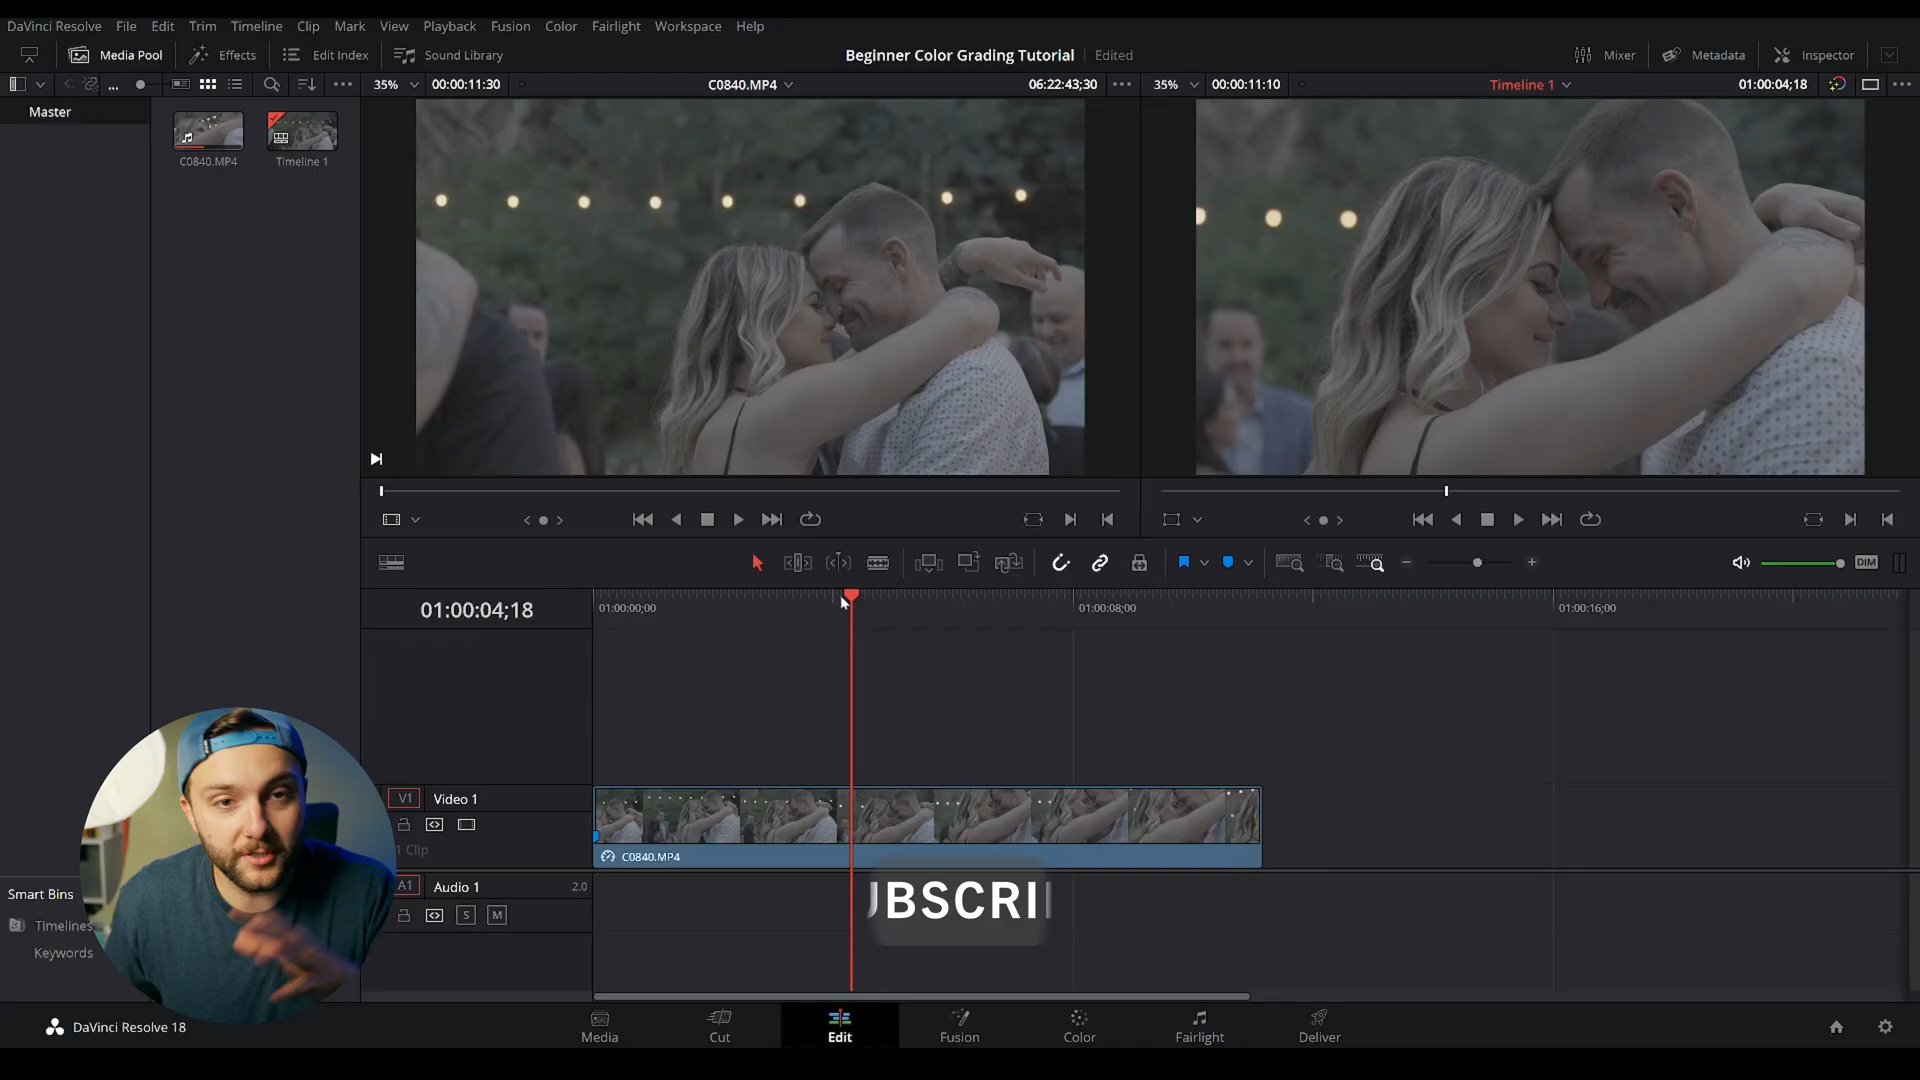 DaVinci Resolve File Edit Trim Timeline Clip Mark View Playback Fusion Color Fairlight Workspace Help
Media Pool Effects Edit Index Sound Library Beginner Color Grading Tutorial Edited Mixer Metadata Inspector
35% 00:00:11:30 C0840.MP4 06:22:43:30 35% 00:00:11:10 Timeline 1 01:00:04;18
Master
C0840.MP4 Timeline 1
DIM
01:00:04;18 01:00:00;00 01:00:08;00 01:00:16;00
V1 Video 1
1 Clip
C0840.MP4
A1 Audio 1 2.0
S M
UBSCRI
Smart Bins
Timelines
Keywords
DaVinci Resolve 18
Media Cut Edit Fusion Color Fairlight Deliver